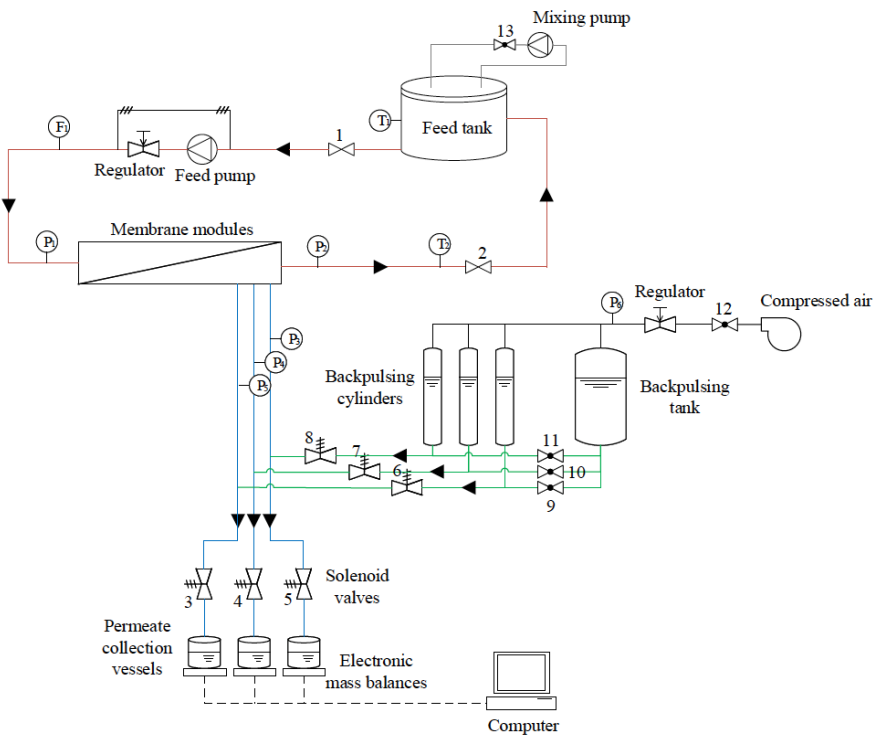 Mixing pump
13
T1
Feed tank
1
F1
Regulator
Feed pump
Membrane modules
P1
P2
T2
2
P6
Regulator
12
Compressed air
P3
P4
P5
Backpulsing
cylinders
Backpulsing
tank
8
7
6
11
10
9
3
4
5
Solenoid
valves
Permeate
collection
vessels
Electronic
mass balances
Computer